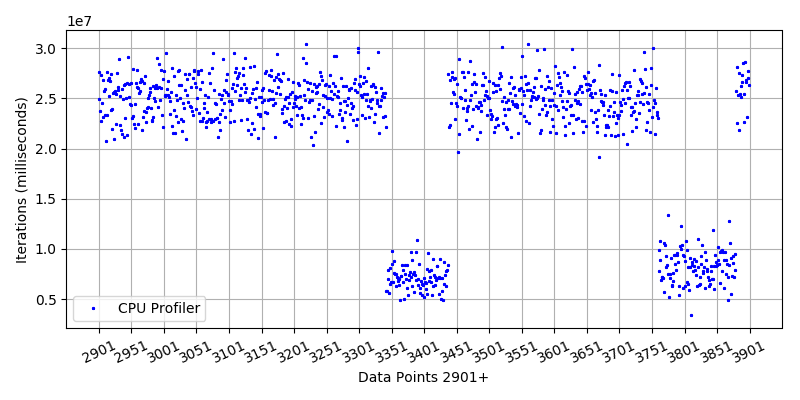 1e7
3.0
2.5
2.0
1.5
1.0
0.5
Iterations (milliseconds)
CPU Profiler
2901 2951 3001 3051 3101 3151 3201 3251 3301 3351 3401 3451 3501 3551 3601 3651 3701 3751 3801 3851 3901
Data Points 2901+